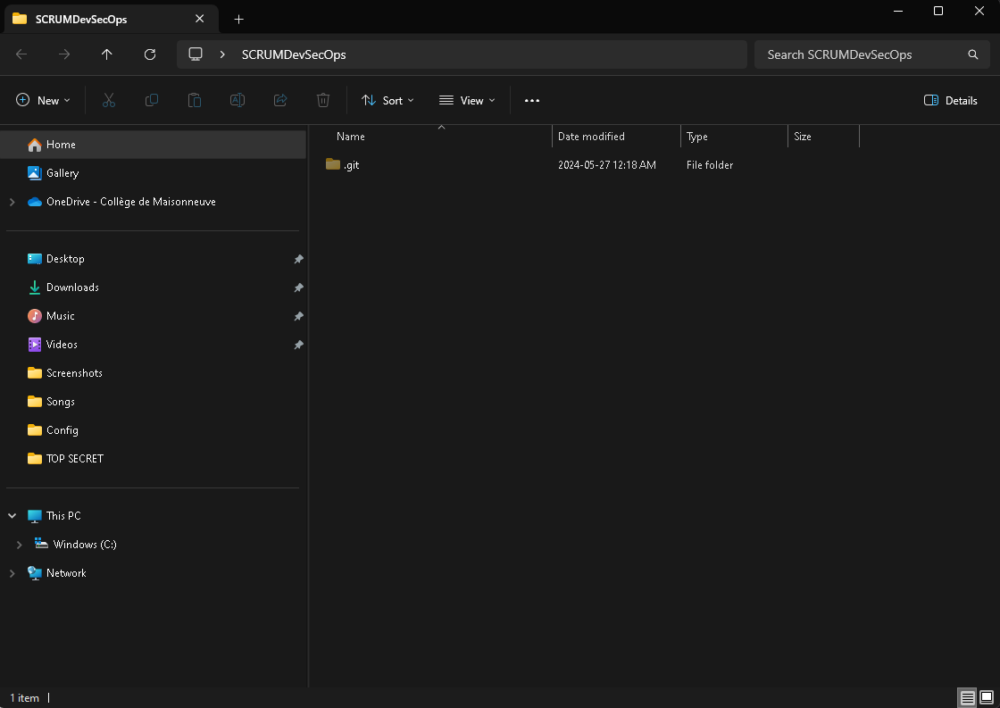 SCRUMDevSecOps
SCRUMDevSecOps
Search SCRUMDevSecOps
New
Sort
View
Details
Home
Gallery
OneDrive - Collège de Maisonneuve
Desktop
Downloads
Music
Videos
Screenshots
Songs
Config
TOP SECRET
This PC
Windows (C:)
Network
Name Date modified Type Size
.git 2024-05-27 12:18 AM File folder
1 item